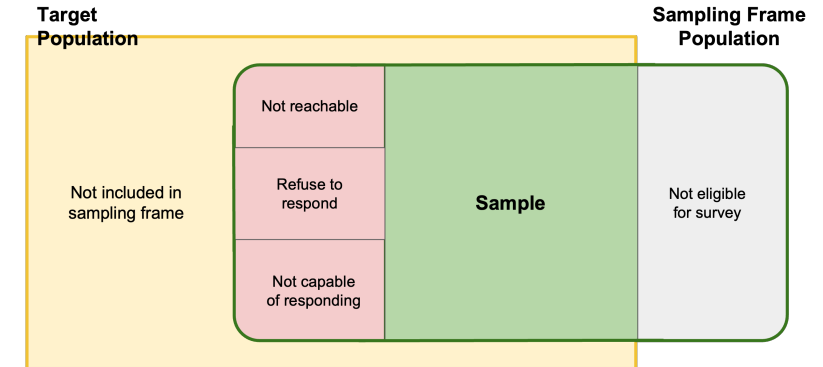 Target
Population
Sampling Frame
Population
Not reachable
Refuse to
respond
Not capable
of responding
Not included in
sampling frame
Sample
Not eligible
for survey